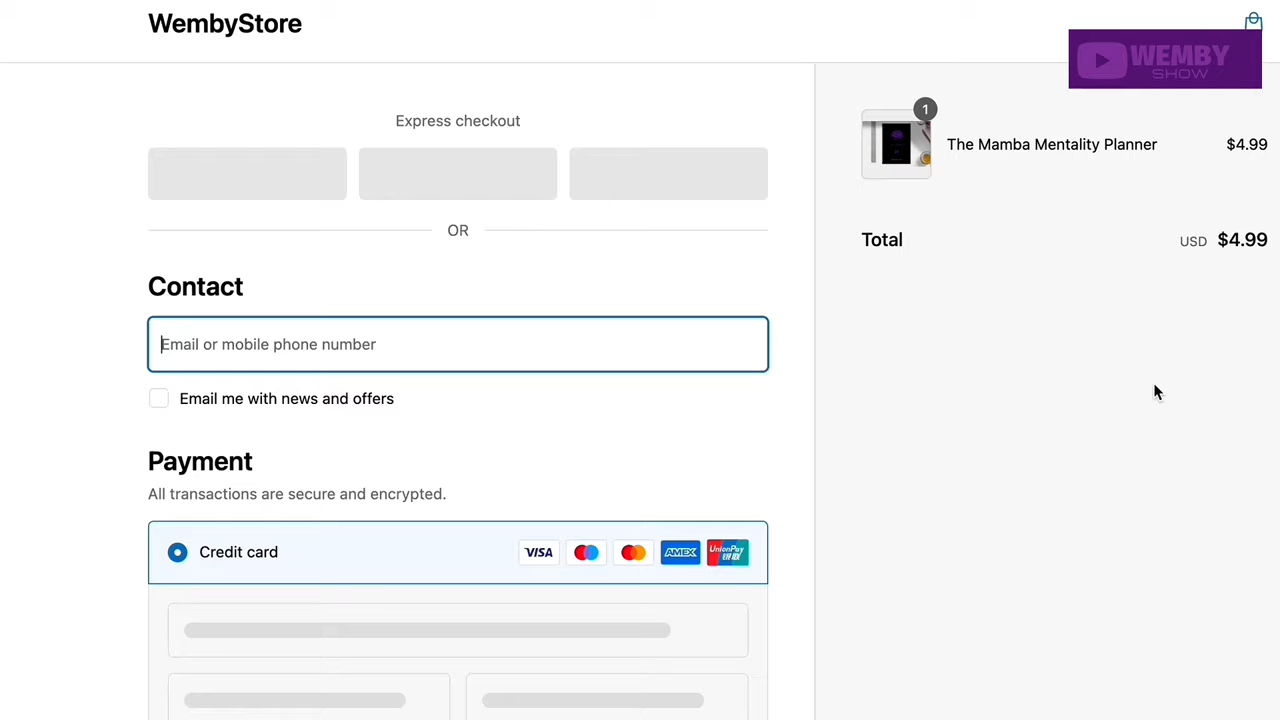 WembyStore
WEMBY
SHOW
Express checkout
OR
Contact
Email or mobile phone number
Email me with news and offers
Payment
All transactions are secure and encrypted.
Credit card
VISA
AMEX
UnionPay
银联
1
The Mamba Mentality Planner
$4.99
Total
USD $4.99